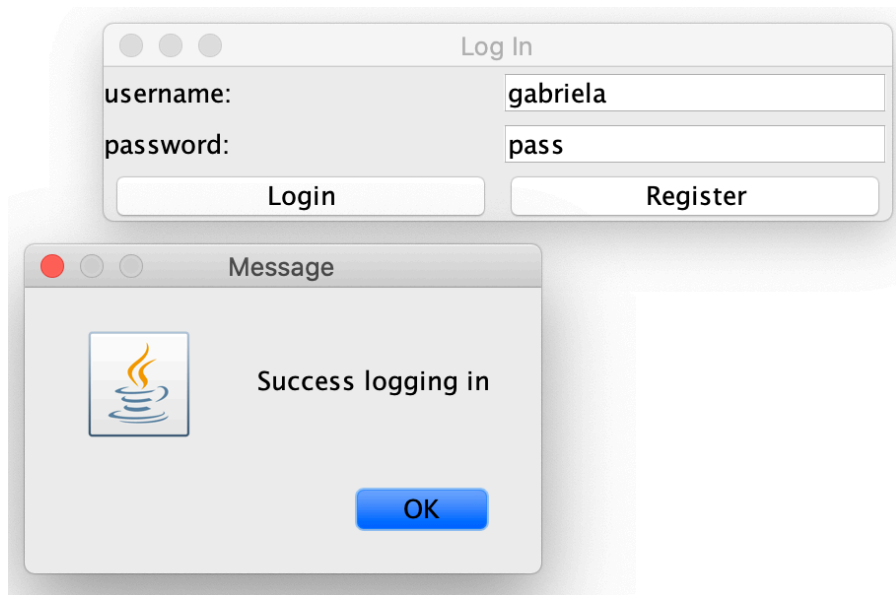 Log In
username: gabriela
password: pass
Login Register
Message
Success logging in
OK